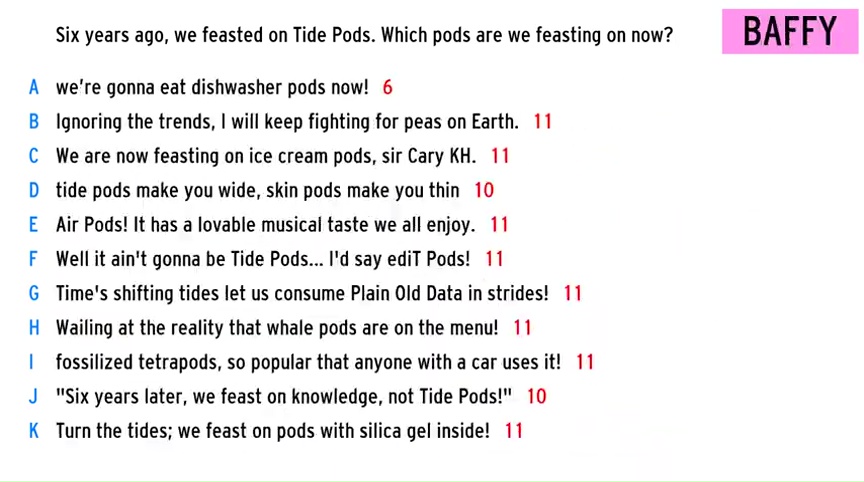 Six years ago, we feasted on Tide Pods. Which pods are we feasting on now?
BAFFY
A we're gonna eat dishwasher pods now! 6
B Ignoring the trends, I will keep fighting for peas on Earth. 11
C We are now feasting on ice cream pods, sir Cary KH. 11
D tide pods make you wide, skin pods make you thin 10
E Air Pods! It has a lovable musical taste we all enjoy. 11
F Well it ain't gonna be Tide Pods... I'd say ediT Pods! 11
G Time's shifting tides let us consume Plain Old Data in strides! 11
H Wailing at the reality that whale pods are on the menu! 11
I fossilized tetrapods, so popular that anyone with a car uses it! 11
J "Six years later, we feast on knowledge, not Tide Pods!" 10
K Turn the tides; we feast on pods with silica gel inside! 11